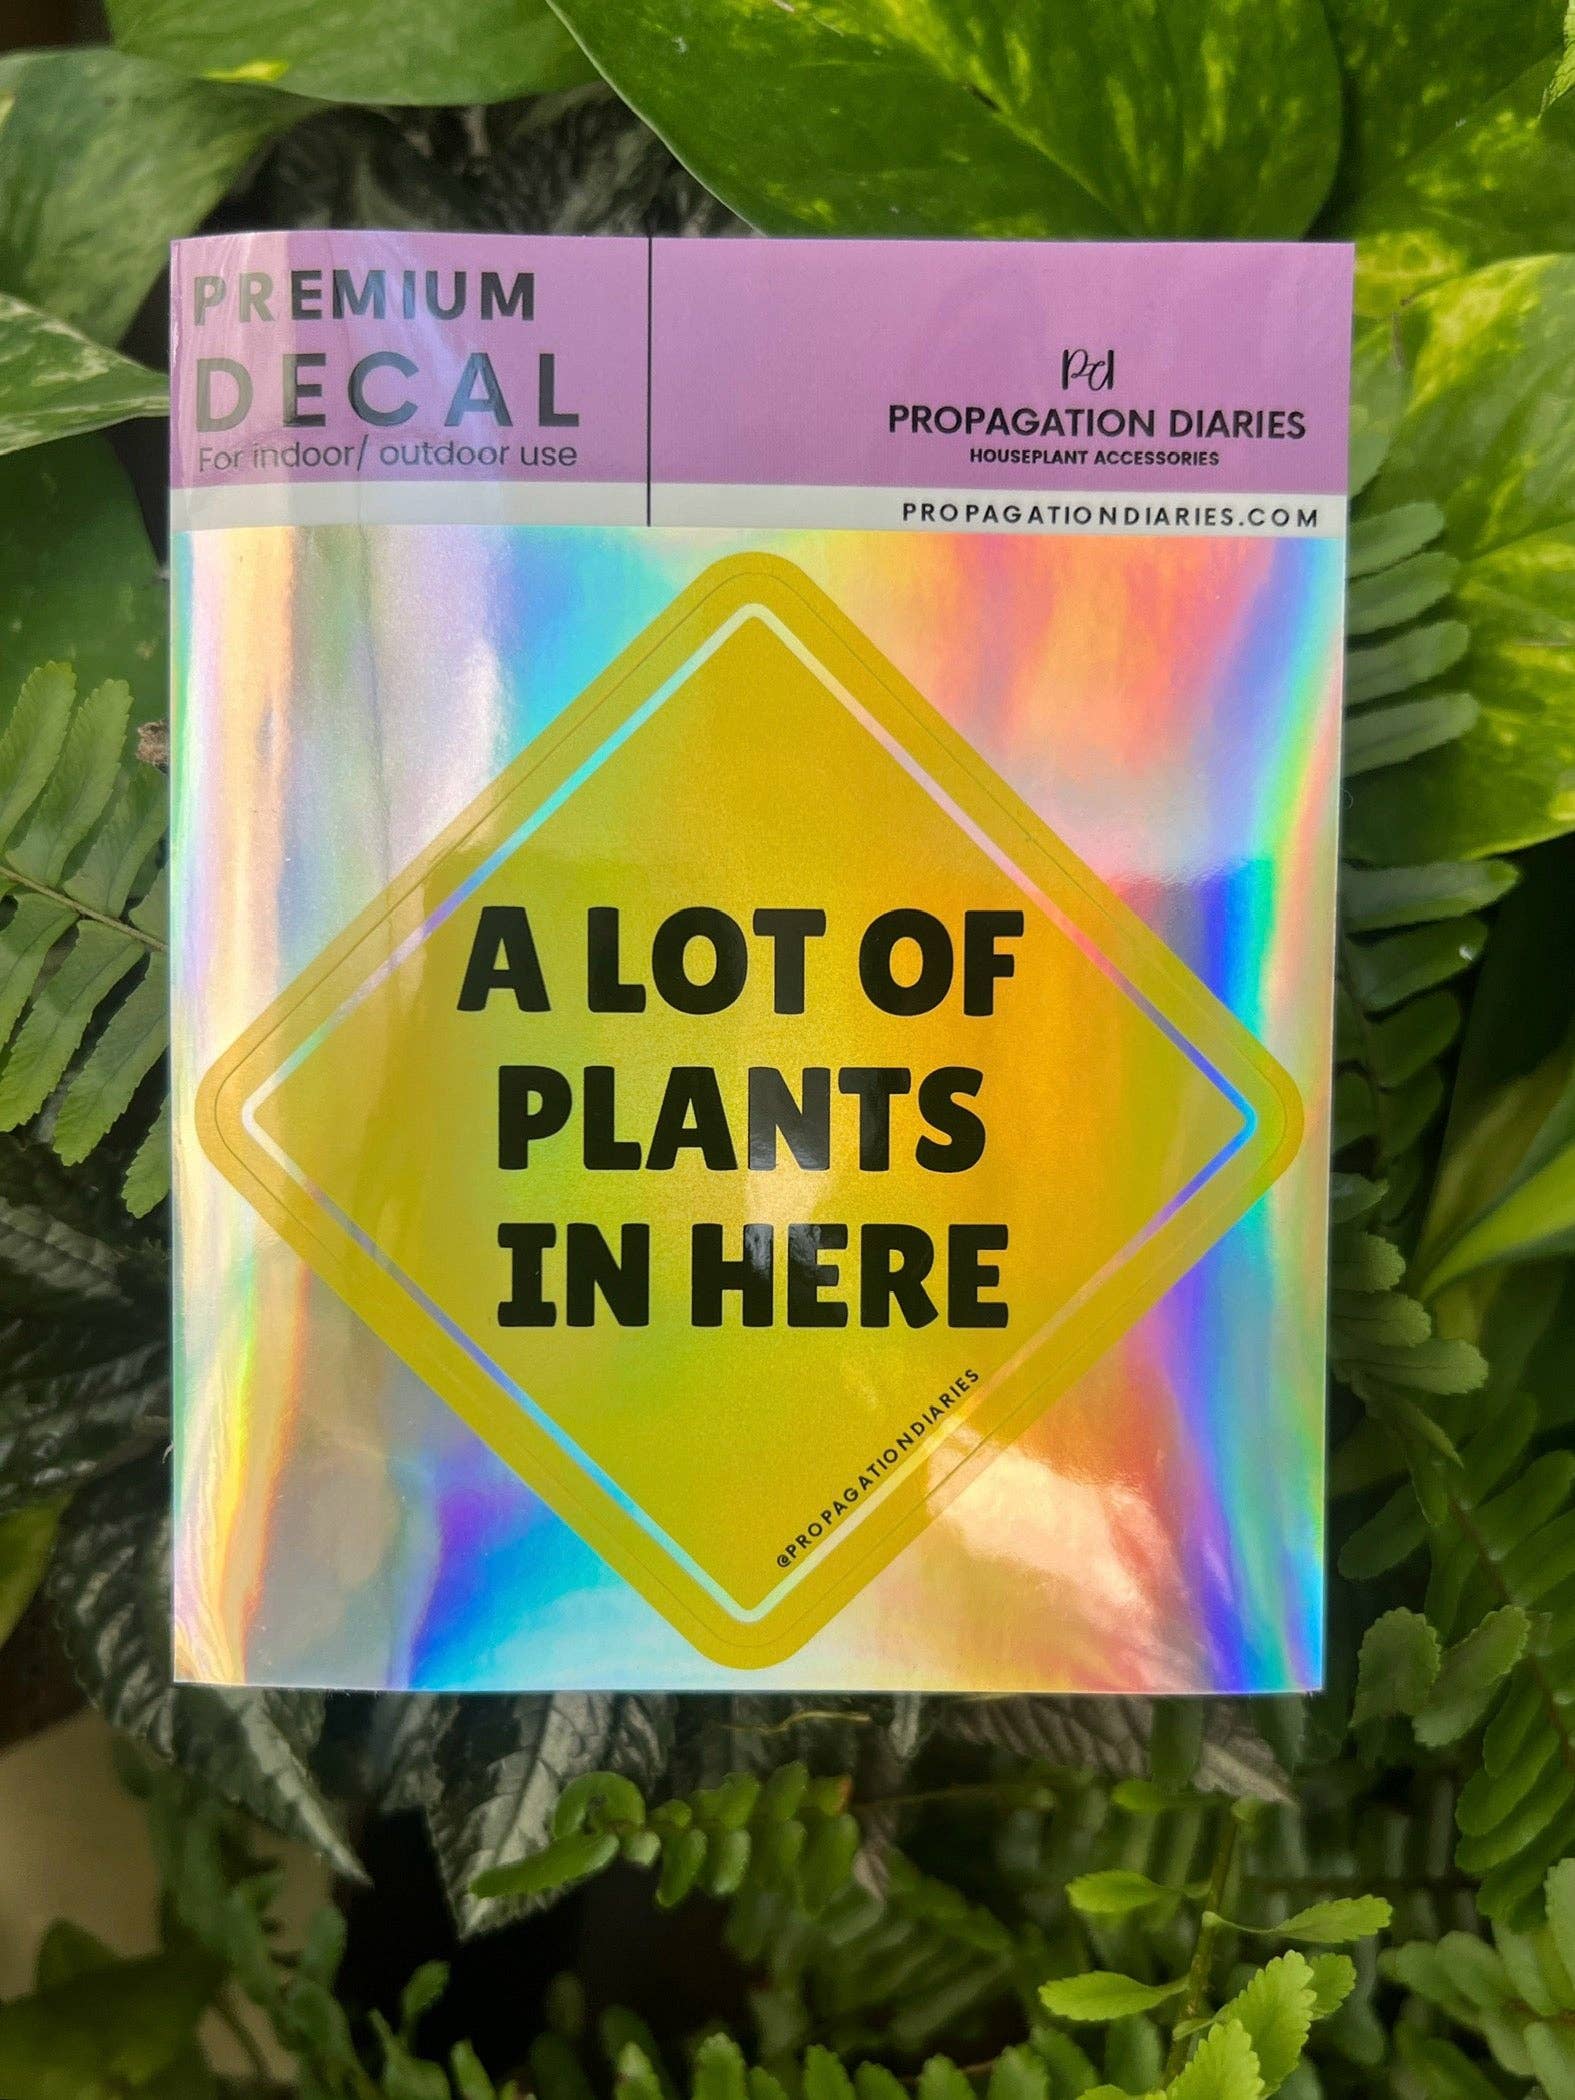 PREMIUM
DECAL
For indoor/ outdoor use
pd
PROPAGATION DIARIES
HOUSEPLANT ACCESSORIES
PROPAGATIONDIARIES.COM
A LOT OF
PLANTS
IN HERE
@PROPAGATIONDIARIES